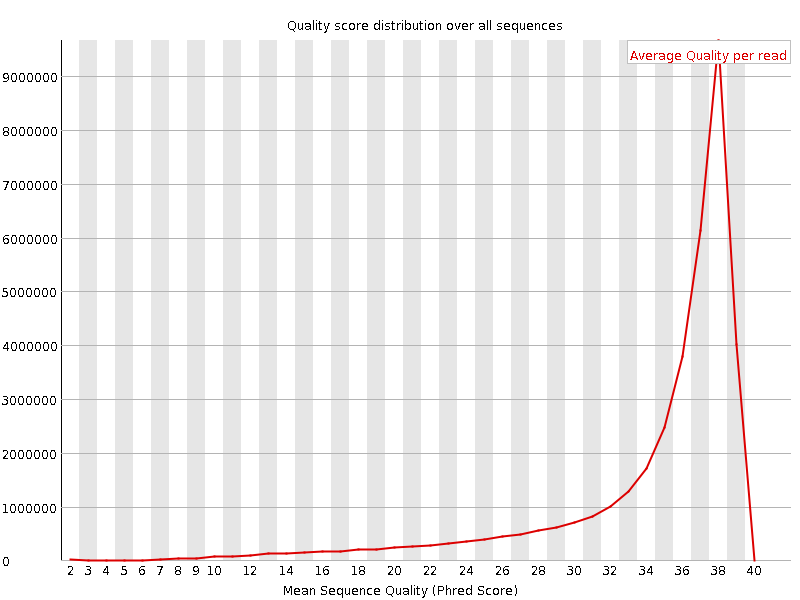 Quality score distribution over all sequences
Average Quality per read
9000000
8000000
7000000
6000000
5000000
4000000
3000000
2000000
1000000
0
2 3 4 5 6 7 8 9 10 12 14 16 18 20 22 24 26 28 30 32 34 36 38 40
Mean Sequence Quality (Phred Score)